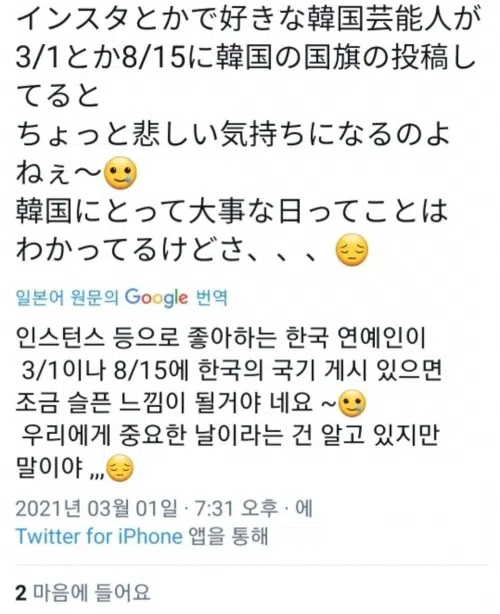 インスタとかで好きな韓国芸能人が
3/1とか8/15に韓国の国旗の投稿し
てると
ちょっと悲しい気持ちになるのよ
ねぇ〜🥲
韓国にとって大事な日ってことは
わかってるけどさ、、、😔
일본어 원문의 Google 번역
인스턴스 등으로 좋아하는 한국 연예인이
3/1이나 8/15에 한국의 국기 게시 있으면
조금 슬픈 느낌이 될거야 네요 ~🥲
우리에게 중요한 날이라는 건 알고 있지만
말이야 ,,,😔
2021년 03월 01일 · 7:31 오후 · 에
Twitter for iPhone 앱을 통해
2 마음에 들어요